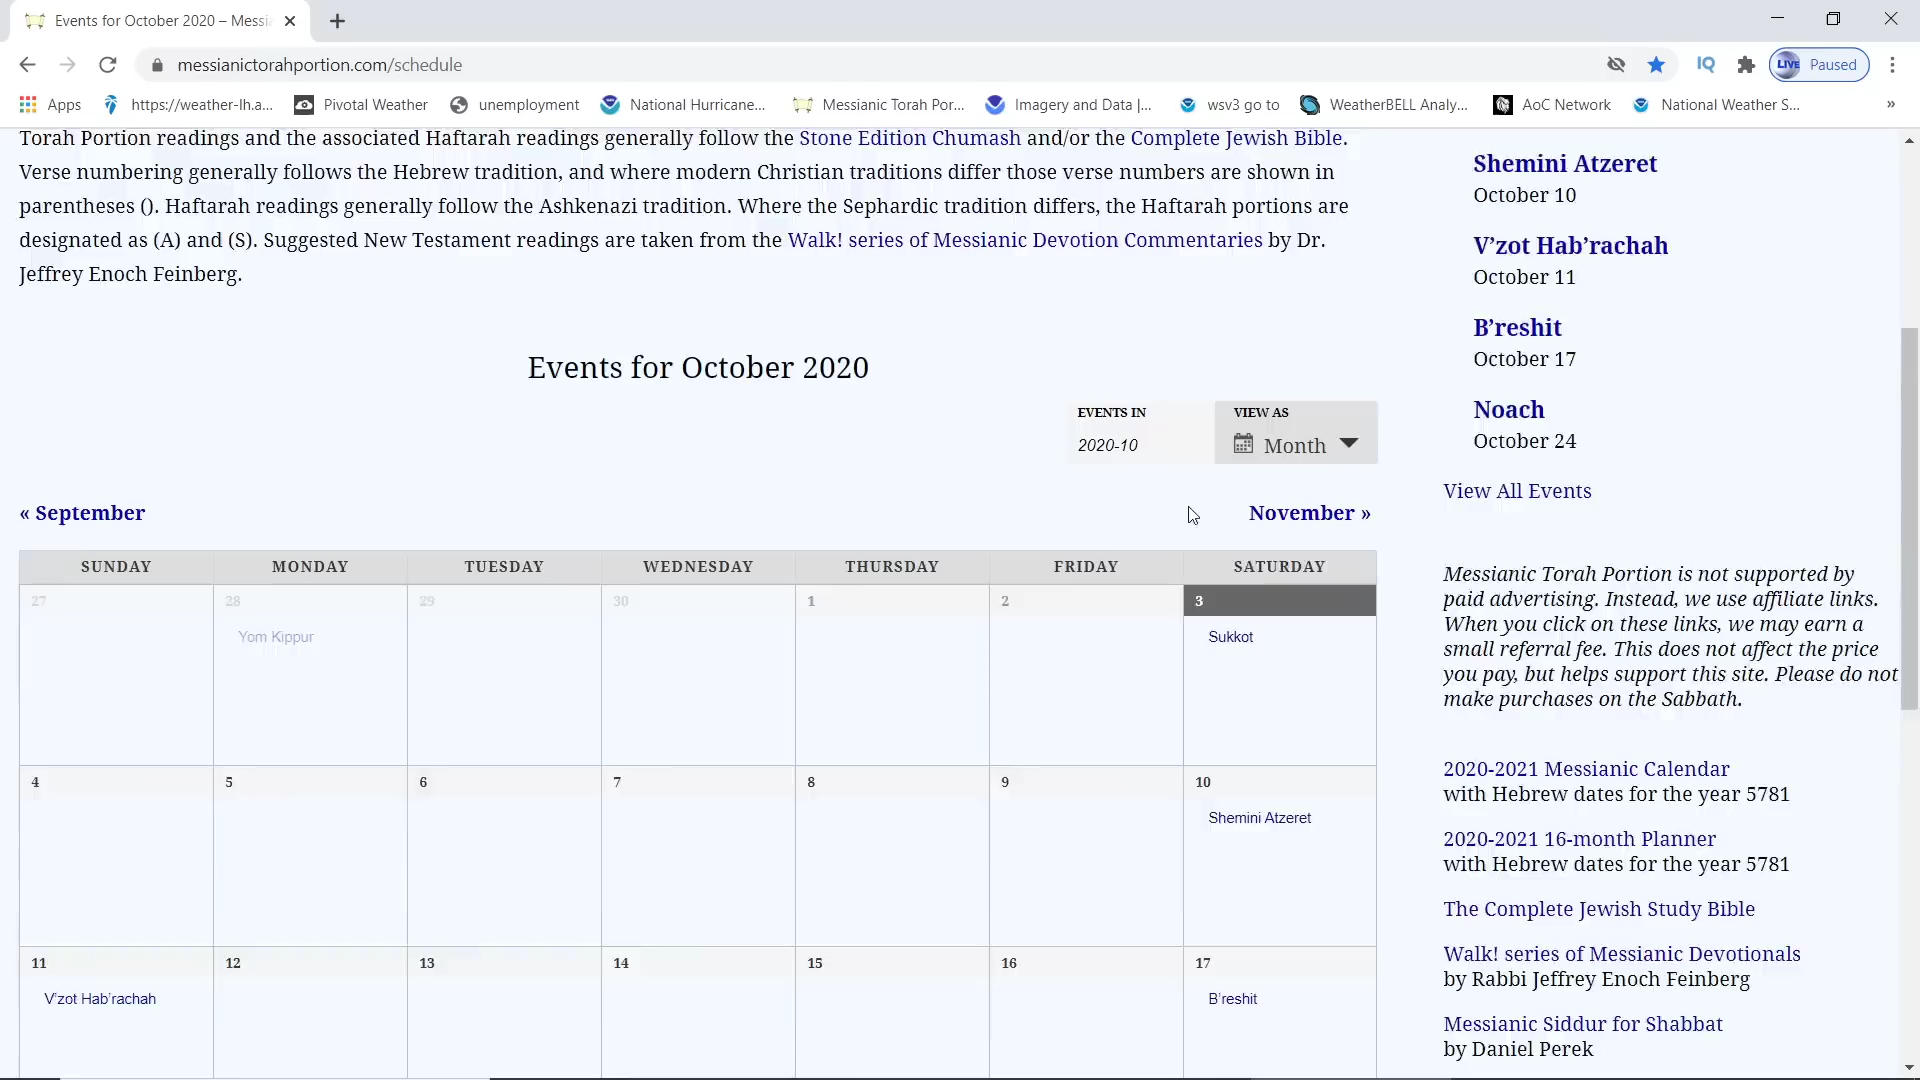 Events for October 2020 – Messi
messianictorahportion.com/schedule
IQ
LIVE
Paused
Apps
https://weather-lh.a...
Pivotal Weather
unemployment
National Hurricane...
Messianic Torah Por...
Imagery and Data |...
wsv3 go to
WeatherBELL Analy...
AoC Network
National Weather S...
»
Torah Portion readings and the associated Haftarah readings generally follow the Stone Edition Chumash and/or the Complete Jewish Bible.
Verse numbering generally follows the Hebrew tradition, and where modern Christian traditions differ those verse numbers are shown in
parentheses (). Haftarah readings generally follow the Ashkenazi tradition. Where the Sephardic tradition differs, the Haftarah portions are
designated as (A) and (S). Suggested New Testament readings are taken from the Walk! series of Messianic Devotion Commentaries by Dr.
Jeffrey Enoch Feinberg.
Events for October 2020
EVENTS IN
2020-10
VIEW AS
Month
« September
November »
SUNDAY MONDAY TUESDAY WEDNESDAY THURSDAY FRIDAY SATURDAY
27 28 29 30 1 2 3
Yom Kippur
Sukkot
4 5 6 7 8 9 10
Shemini Atzeret
11 12 13 14 15 16 17
V'zot Hab'rachah
B'reshit
Shemini Atzeret
October 10
V’zot Hab’rachah
October 11
B’reshit
October 17
Noach
October 24
View All Events
Messianic Torah Portion is not supported by
paid advertising. Instead, we use affiliate links.
When you click on these links, we may earn a
small referral fee. This does not affect the price
you pay, but helps support this site. Please do not
make purchases on the Sabbath.
2020-2021 Messianic Calendar
with Hebrew dates for the year 5781
2020-2021 16-month Planner
with Hebrew dates for the year 5781
The Complete Jewish Study Bible
Walk! series of Messianic Devotionals
by Rabbi Jeffrey Enoch Feinberg
Messianic Siddur for Shabbat
by Daniel Perek